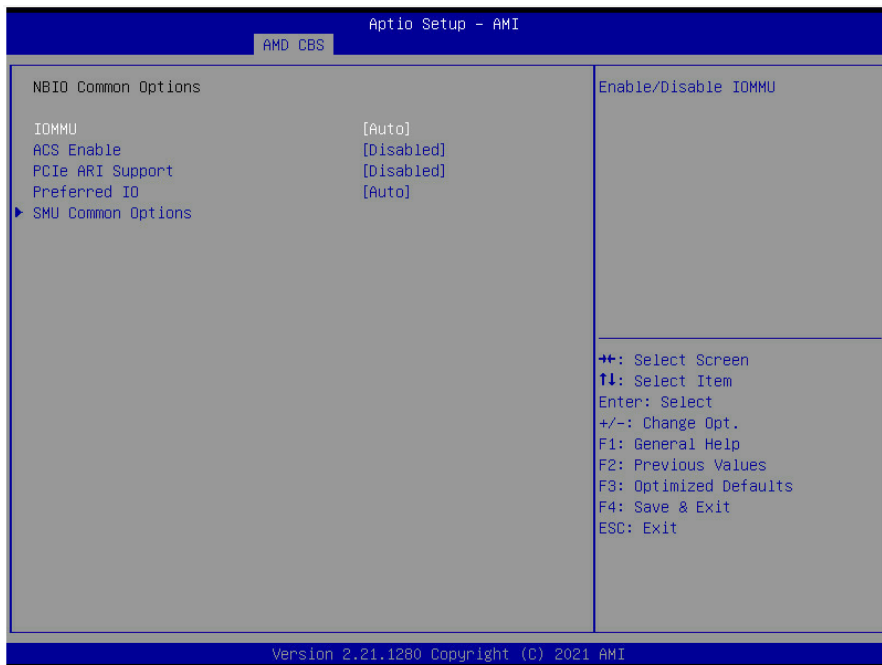 Aptio Setup – AMI
AMD CBS
NBIO Common Options
IOMMU [Auto]
ACS Enable [Disabled]
PCIe ARI Support [Disabled]
Preferred IO [Auto]
SMU Common Options
Enable/Disable IOMMU
→←: Select Screen
↑↓: Select Item
Enter: Select
+/-: Change Opt.
F1: General Help
F2: Previous Values
F3: Optimized Defaults
F4: Save & Exit
ESC: Exit
Version 2.21.1280 Copyright (C) 2021 AMI